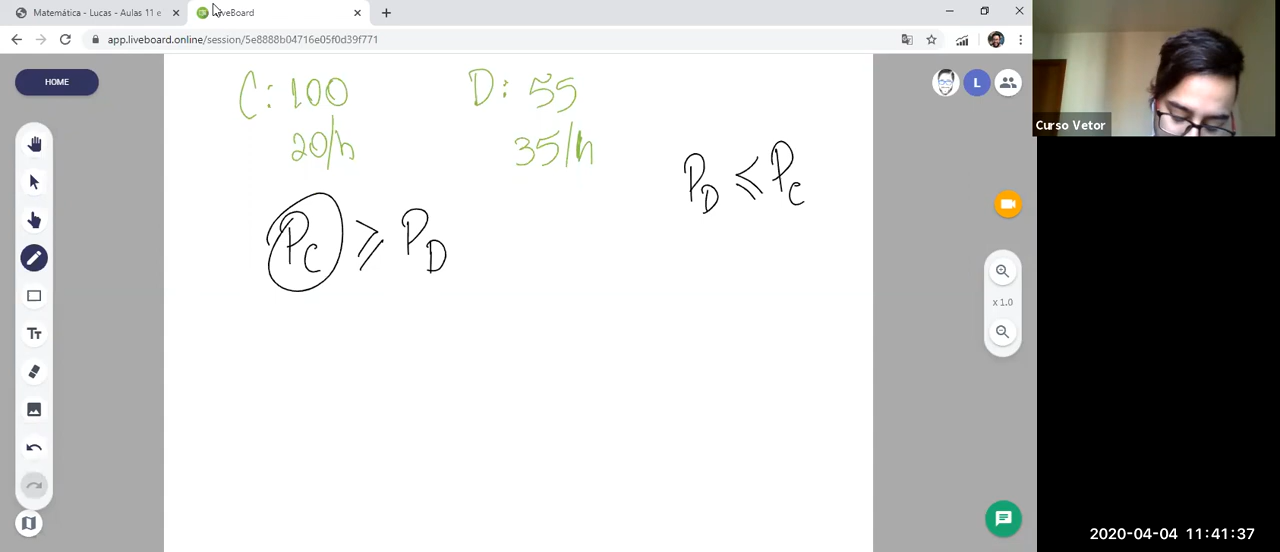 Matemática - Lucas - Aulas 11 e
LiveBoard
app.liveboard.online/session/5e8888b04716e05f0d39f771
HOME
L
Curso Vetor
C: 100
D: 55
20/h
35/h
P_D ≤ P_C
P_C ≥ P_D
TT
x 1.0
2020-04-04 11:41:37